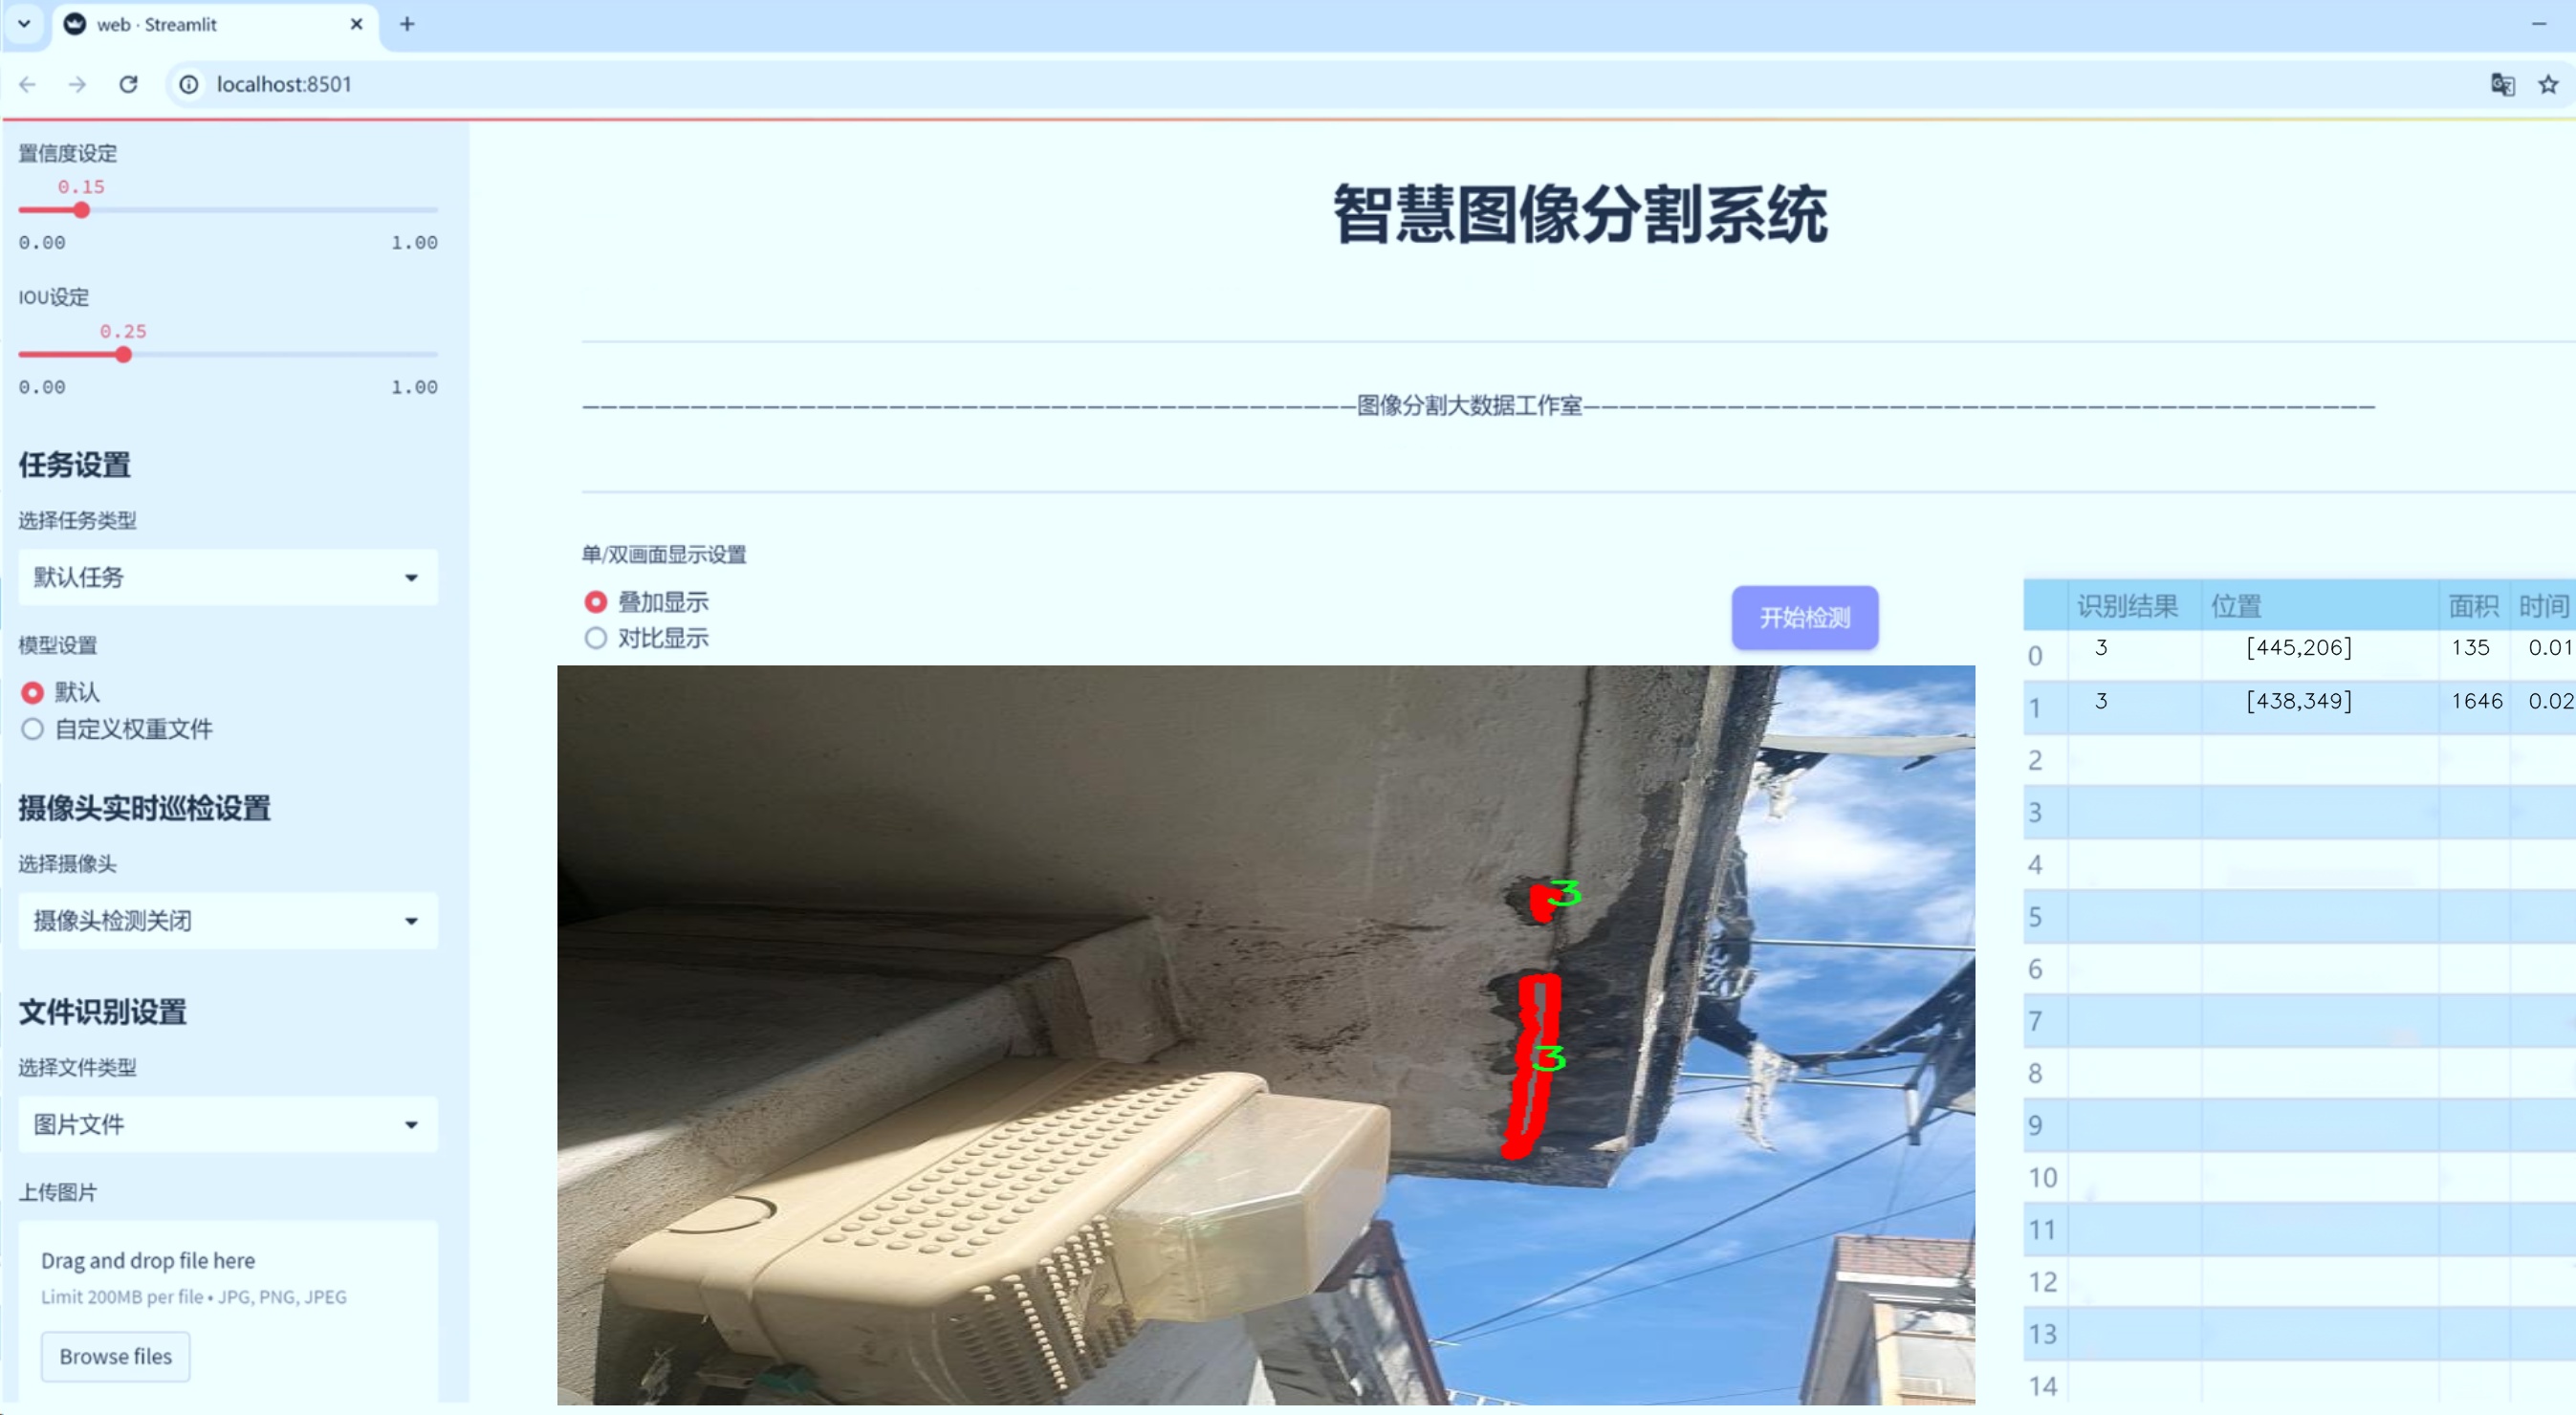 web · Streamlit
localhost:8501
置信度设定
0.15
0.00 1.00
IOU设定
0.25
0.00 1.00
任务设置
选择任务类型
默认任务
模型设置
默认
自定义权重文件
摄像头实时巡检设置
选择摄像头
摄像头检测关闭
文件识别设置
选择文件类型
图片文件
上传图片
Drag and drop file here
Limit 200MB per file • JPG, PNG, JPEG
Browse files
智慧图像分割系统
———————————————————————————————————————————图像分割大数据工作室————————————————————————————————————————————
单/双画面显示设置
叠加显示
对比显示
开始检测
3
3
识别结果 位置 面积 时间
0 3 [445,206] 135 0.01
1 3 [438,349] 1646 0.02
2
3
4
5
6
7
8
9
10
11
12
13
14